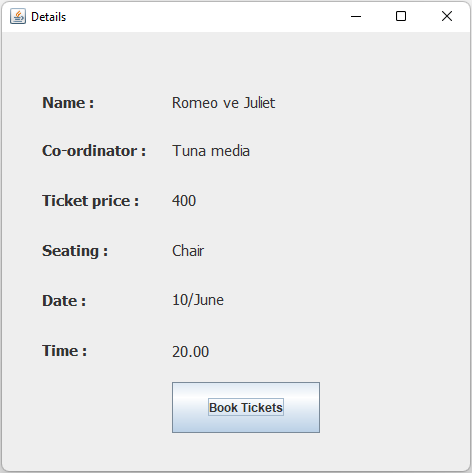 Details
Name : Romeo ve Juliet
Co-ordinator : Tuna media
Ticket price : 400
Seating : Chair
Date : 10/June
Time : 20.00
Book Tickets